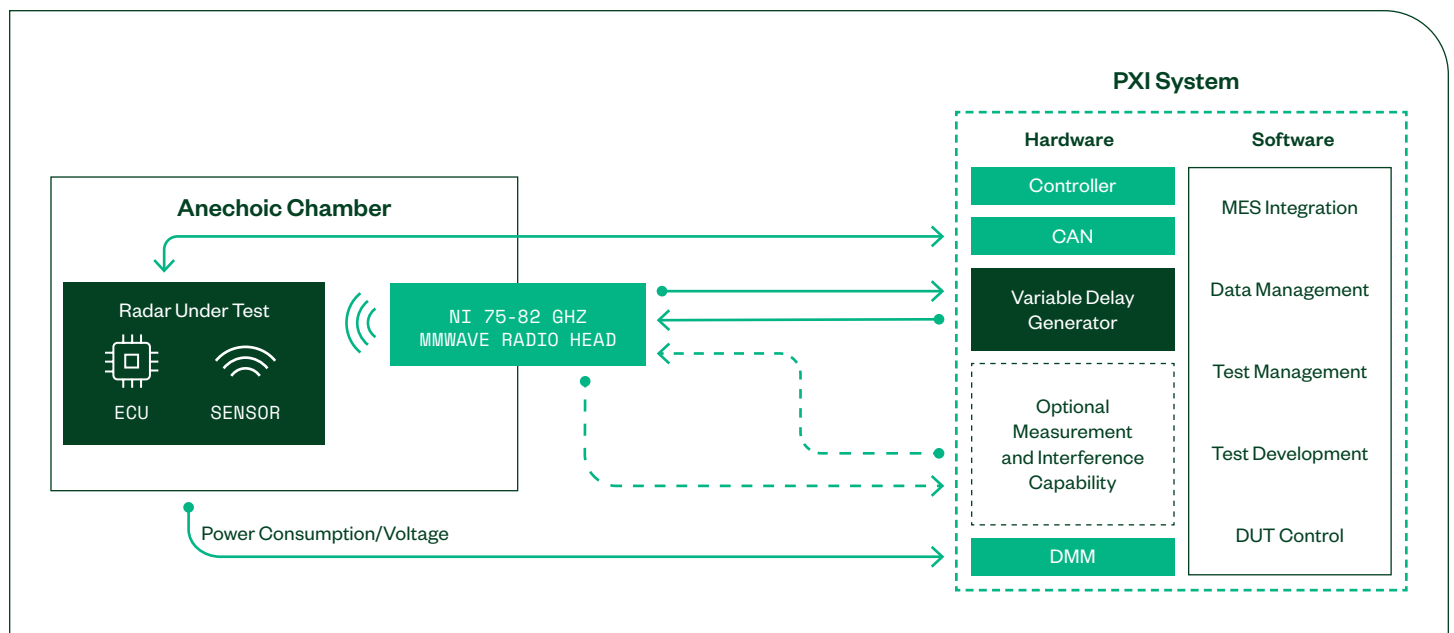 PXI System
Hardware
Software
Controller
CAN
Variable Delay
Generator
Optional
Measurement
and Interference
Capability
DMM
MES Integration
Data Management
Test Management
Test Development
DUT Control
Anechoic Chamber
Radar Under Test
ECU
SENSOR
NI 75-82 GHZ
MMWAVE RADIO HEAD
Power Consumption/Voltage